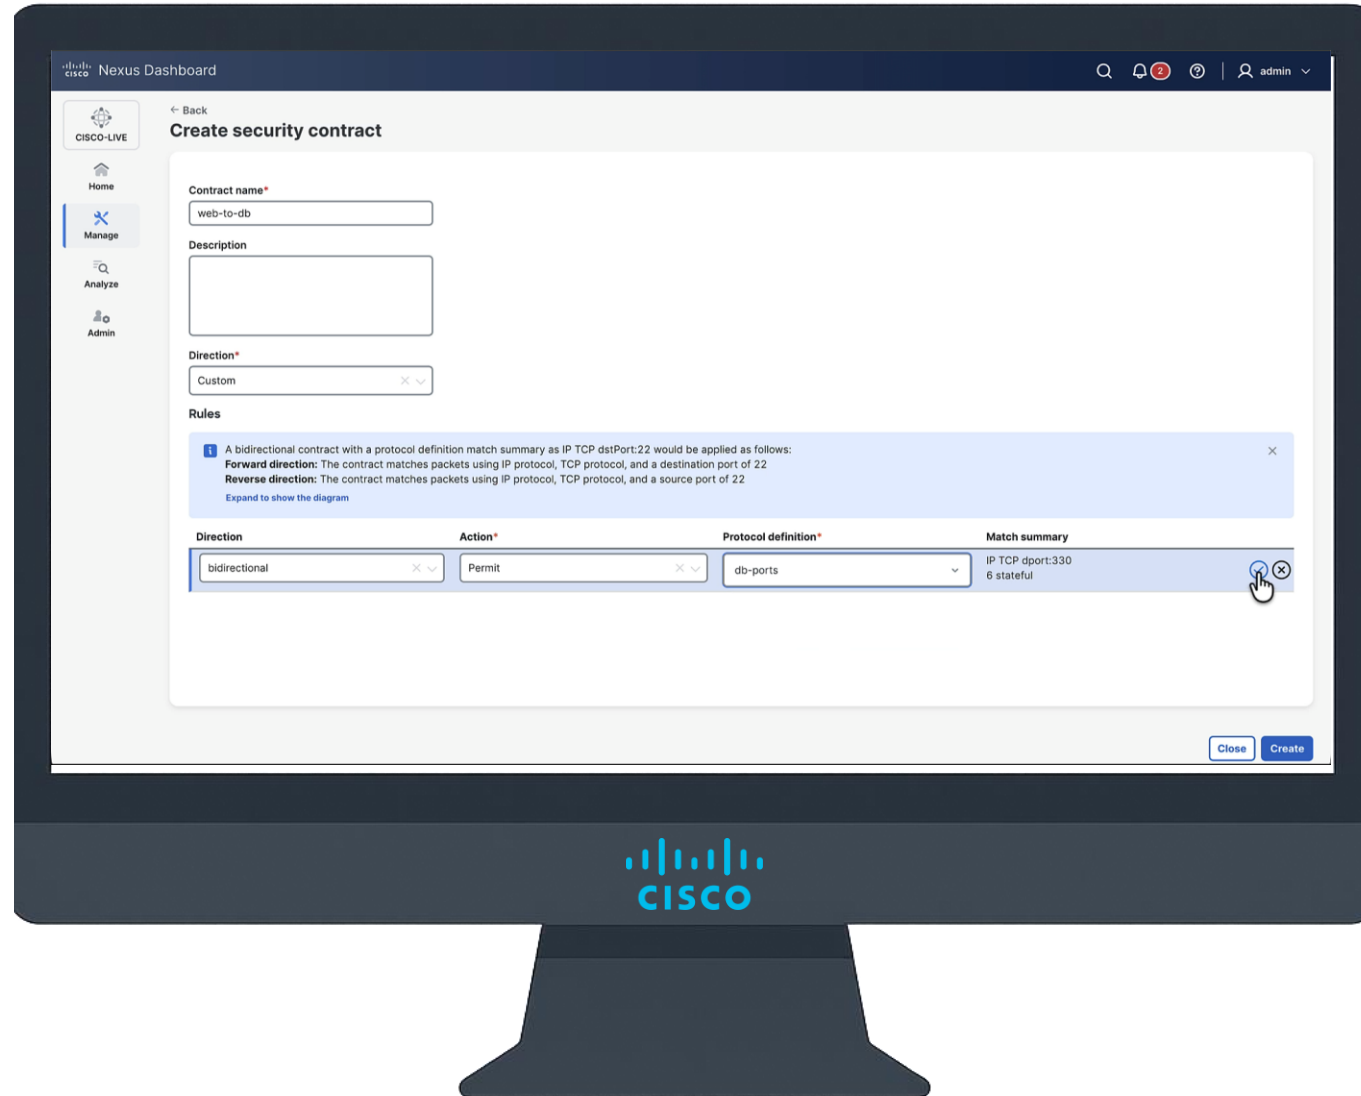 cisco Nexus Dashboard 2 admin
CISCO-LIVE
Home
Manage
Analyze
Admin
Back
Create security contract
Contract name*
web-to-db
Description
Direction*
Custom
Rules
A bidirectional contract with a protocol definition match summary as IP TCP dstPort:22 would be applied as follows:
Forward direction: The contract matches packets using IP protocol, TCP protocol, and a destination port of 22
Reverse direction: The contract matches packets using IP protocol, TCP protocol, and a source port of 22
Expand to show the diagram
Direction Action* Protocol definition* Match summary
bidirectional Permit db-ports IP TCP dport:330
6 stateful
Close Create
CISCO